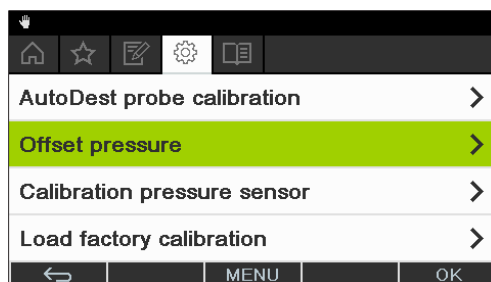 AutoDest probe calibration
Offset pressure
Calibration pressure sensor
Load factory calibration
MENU OK